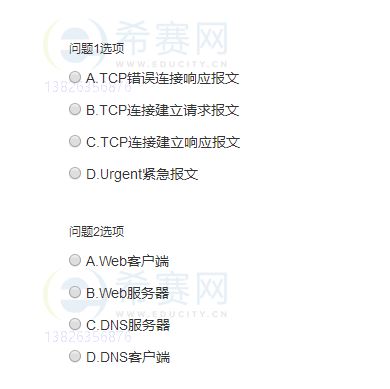 希赛网
WWW.EDUCITY.CN
问题1选项
A.TCP错误连接响应报文
13826356876
B.TCP连接建立请求报文
C.TCP连接建立响应报文
D.Urgent紧急报文
问题2选项
A.Web客户端
希赛网
B.Web服务器
WWW.EDUCITY.CN
C.DNS服务器
13826356876
D.DNS客户端